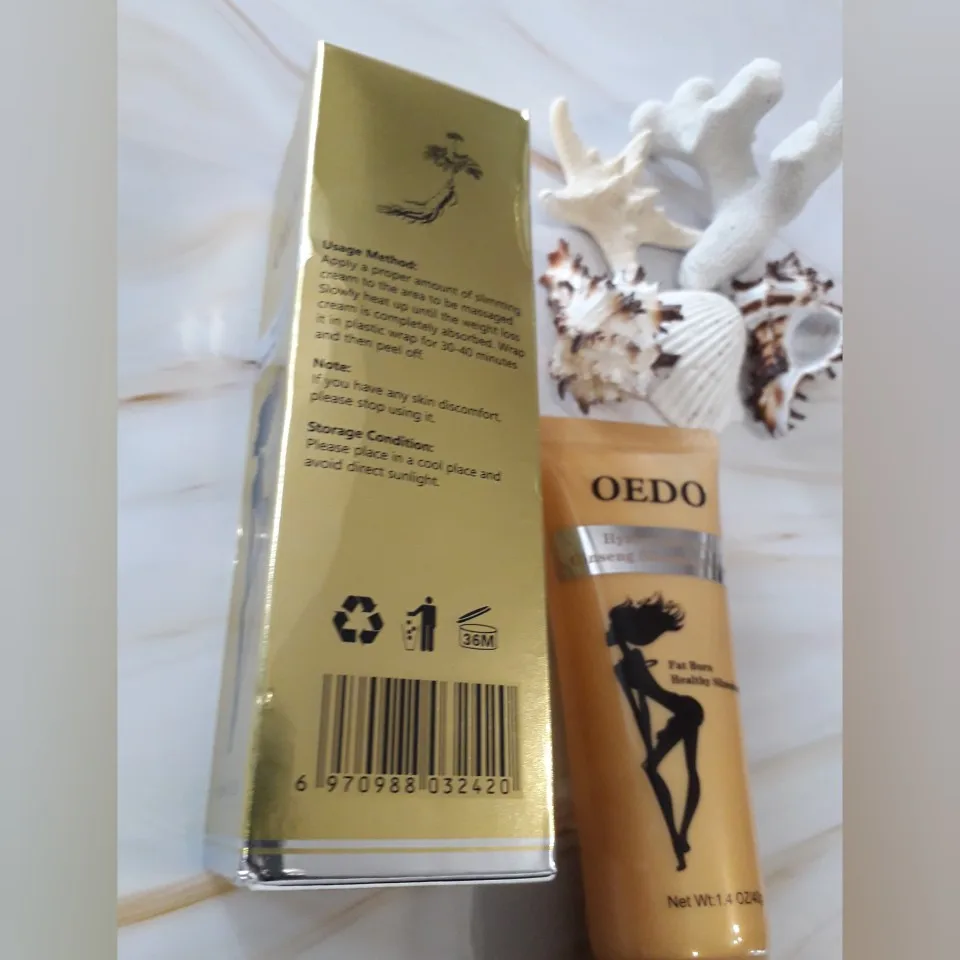 Usage Method:
Apply a proper amount of slimming
cream to the area to be massaged.
Slowly heat up until the weight loss
cream is completely absorbed. Wrap
it in plastic wrap for 30-40 minutes
and then peel off.
Note:
If you have any skin discomfort,
please stop using it.
Storage Condition:
Please place in a cool place and
avoid direct sunlight.
36M
6 970988 032420
OEDO
Fat Burn
Healthy
Net Wt:1.4 OZ